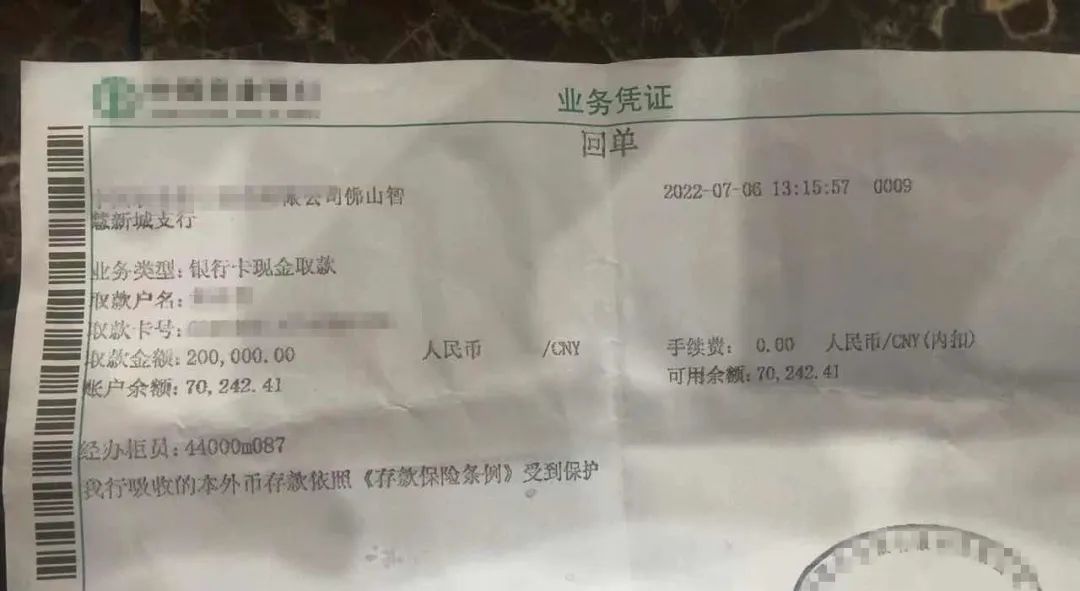 业务凭证
回单
限公司佛山智
慧新城支行
2022-07-06 13:15:57 0009
业务类型:银行卡现金取款
取款户名:
取款卡号:
取款金额:200,000.00 人民币 /CNY 手续费: 0.00 人民币/CNY(内扣)
账户余额:70,242.41 可用余额:70,242.41
经办柜员:44000m087
我行吸收的本外币存款依照《存款保险条例》受到保护